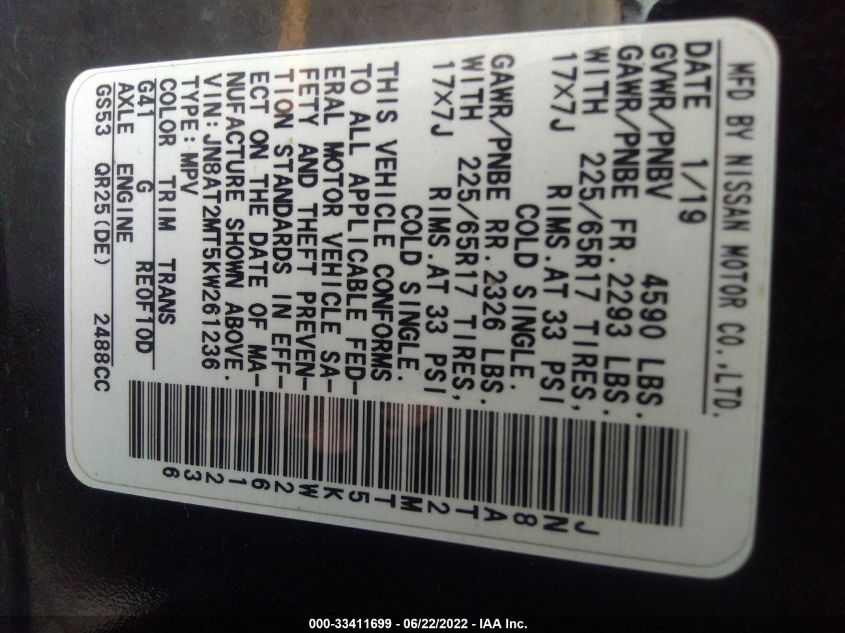 MFD BY NISSAN MOTOR CO.,LTD.
DATE 1/19
GVWR/PNBV 4590 LBS.
GAWR/PNBE FR. 2293 LBS.
WITH 225/65R17 TIRES,
17X7J RIMS.AT 33 PSI
COLD SINGLE.
GAWR/PNBE RR. 2326 LBS.
WITH 225/65R17 TIRES,
17X7J RIMS.AT 33 PSI
COLD SINGLE.
THIS VEHICLE CONFORMS
TO ALL APPLICABLE FED-
ERAL MOTOR VEHICLE SA-
FETY AND THEFT PREVEN-
TION STANDARDS IN EFF-
ECT ON THE DATE OF MA-
NUFACTURE SHOWN ABOVE.
VIN:JN8AT2MT5KW261236
TYPE:MPV
COLOR TRIM TRANS
G41 G REOFTOD
AXLE ENGINE
GS53 QR25(DE) 2488CC
JN8AT2MT5KW261236
000-33411699 - 06/22/2022 - IAA Inc.